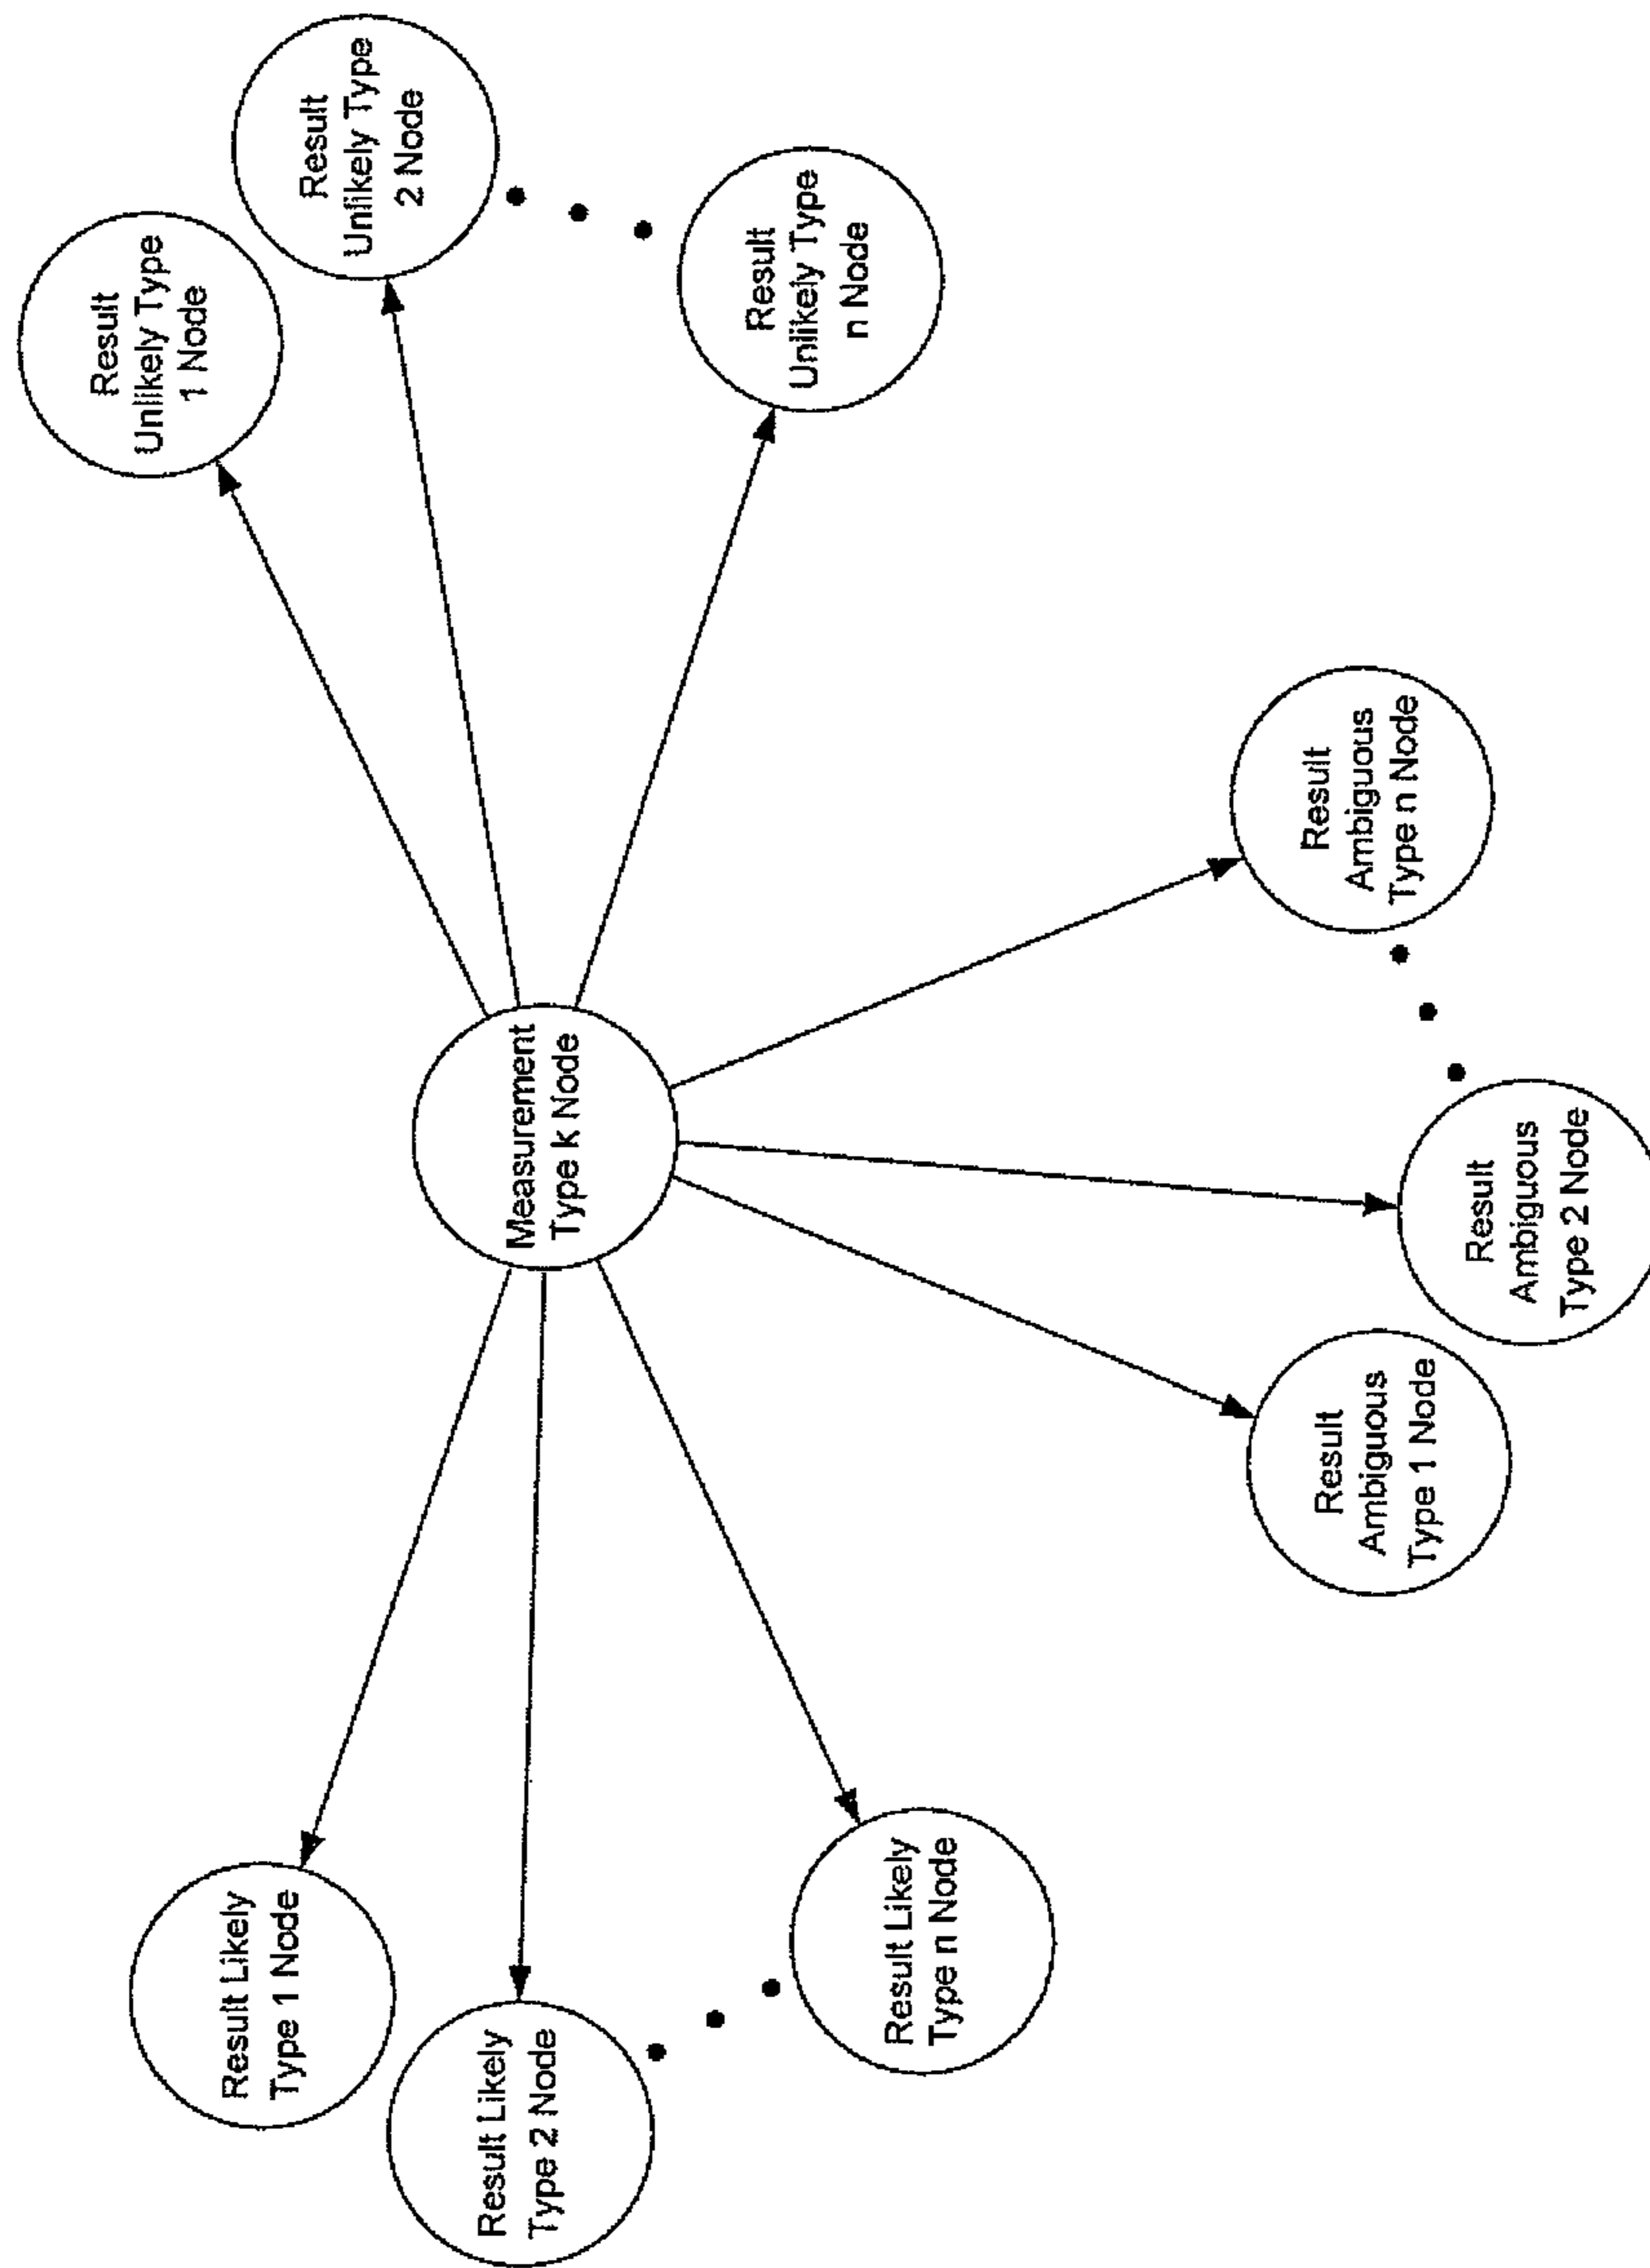 Result Likely
Type 1 Node
Result Likely
Type 2 Node
Result Likely
Type n Node
Measurement
Type k Node
Result
Unlikely Type
1 Node
Result
Unlikely Type
2 Node
Result
Unlikely Type
n Node
Result
Ambiguous
Type 1 Node
Result
Ambiguous
Type 2 Node
Result
Ambiguous
Type n Node